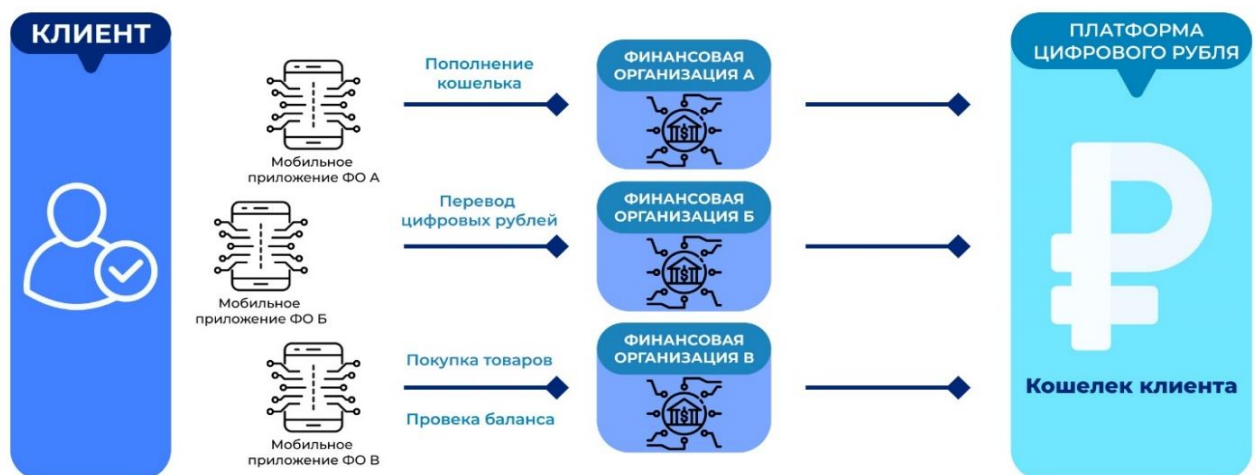 КЛИЕНТ
Мобильное
приложение ФО А
Мобильное
приложение ФО Б
Мобильное
приложение ФО В
Пополнение
кошелька
Перевод
цифровых рублей
Покупка товаров
Провека баланса
ФИНАНСОВАЯ
ОРГАНИЗАЦИЯ А
ФИНАНСОВАЯ
ОРГАНИЗАЦИЯ Б
ФИНАНСОВАЯ
ОРГАНИЗАЦИЯ В
ПЛАТФОРМА
ЦИФРОВОГО РУБЛЯ
Кошелек клиента